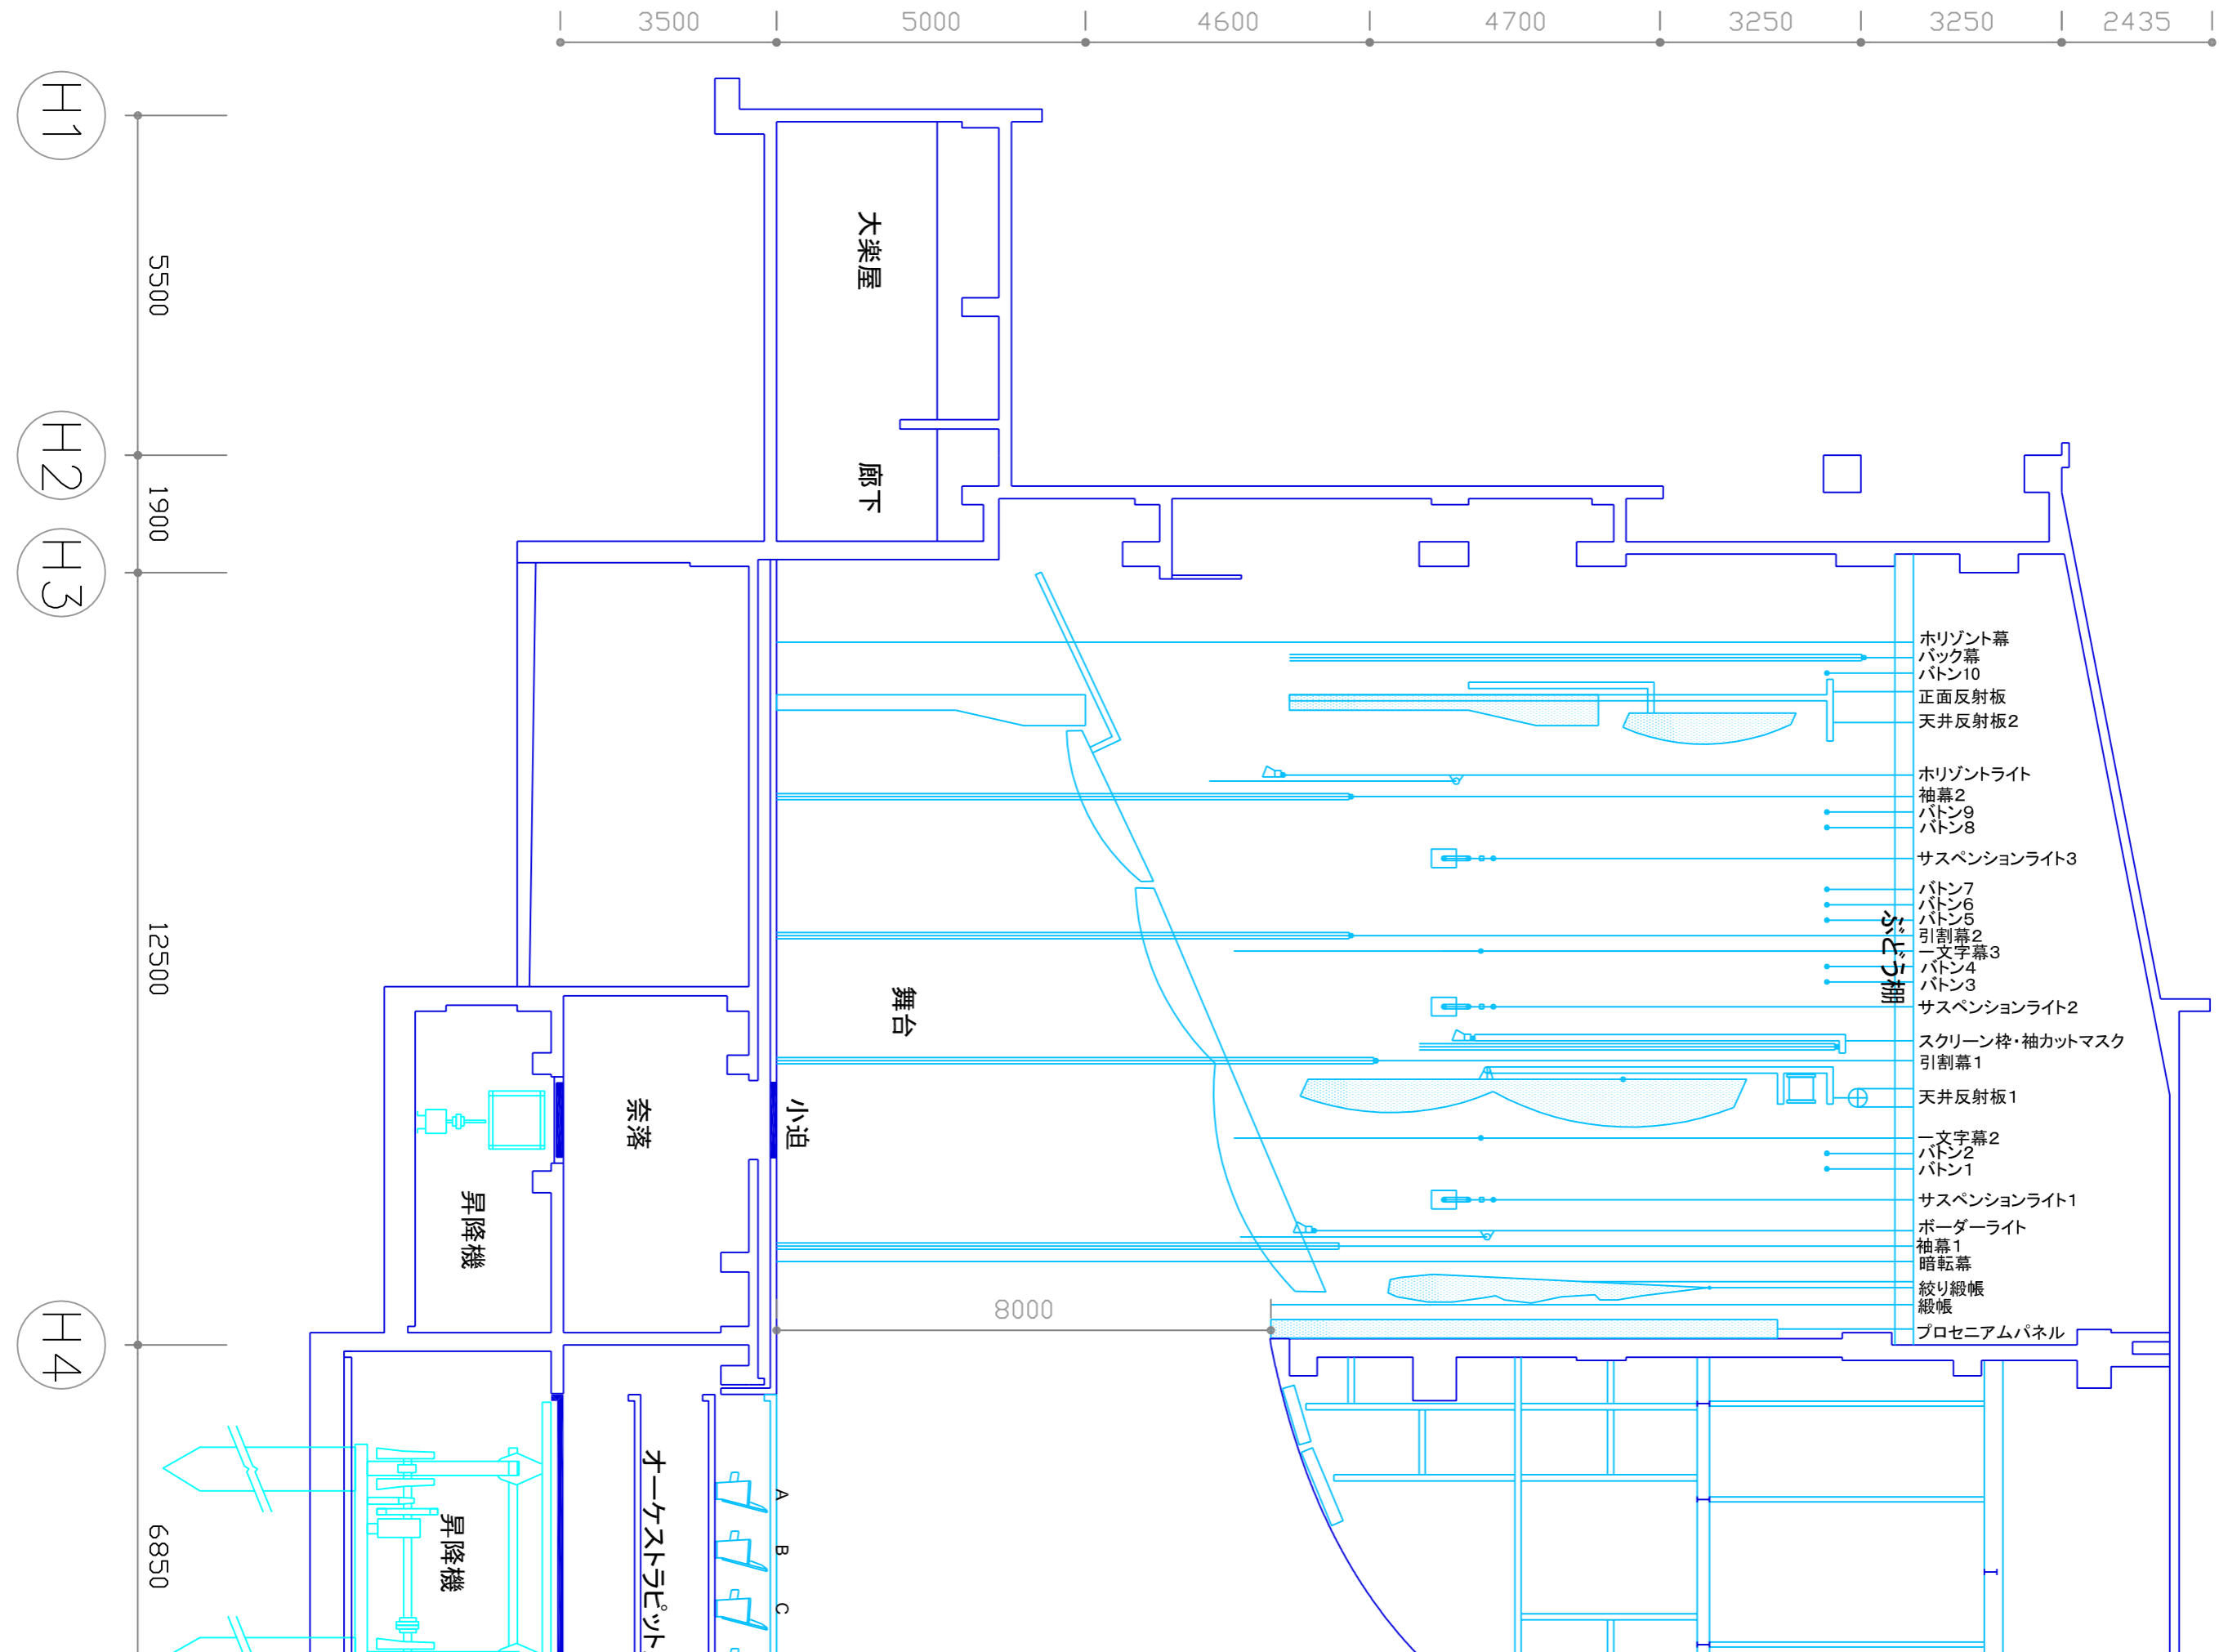 3500
5000
4600
4700
3250
3250
2435
H1
5500
H2
1900
H3
12500
H4
6850
大楽屋
廊下
ホリゾント幕
バック幕
バトン10
正面反射板
天井反射板2
ホリゾントライト
袖幕2
バトン9
バトン8
サスペンションライト3
バトン7
バトン6
バトン5
引割幕2
一文字幕3
バトン4
バトン3
サスペンションライト2
スクリーン枠・袖カットマスク
引割幕1
天井反射板1
一文字幕2
バトン2
バトン1
サスペンションライト1
ボーダーライト
袖幕1
暗転幕
絞り緞帳
緞帳
プロセニアムパネル
ぶどう棚
舞台
小迫
奈落
昇降機
8000
オーケストラピット
昇降機
A
B
C